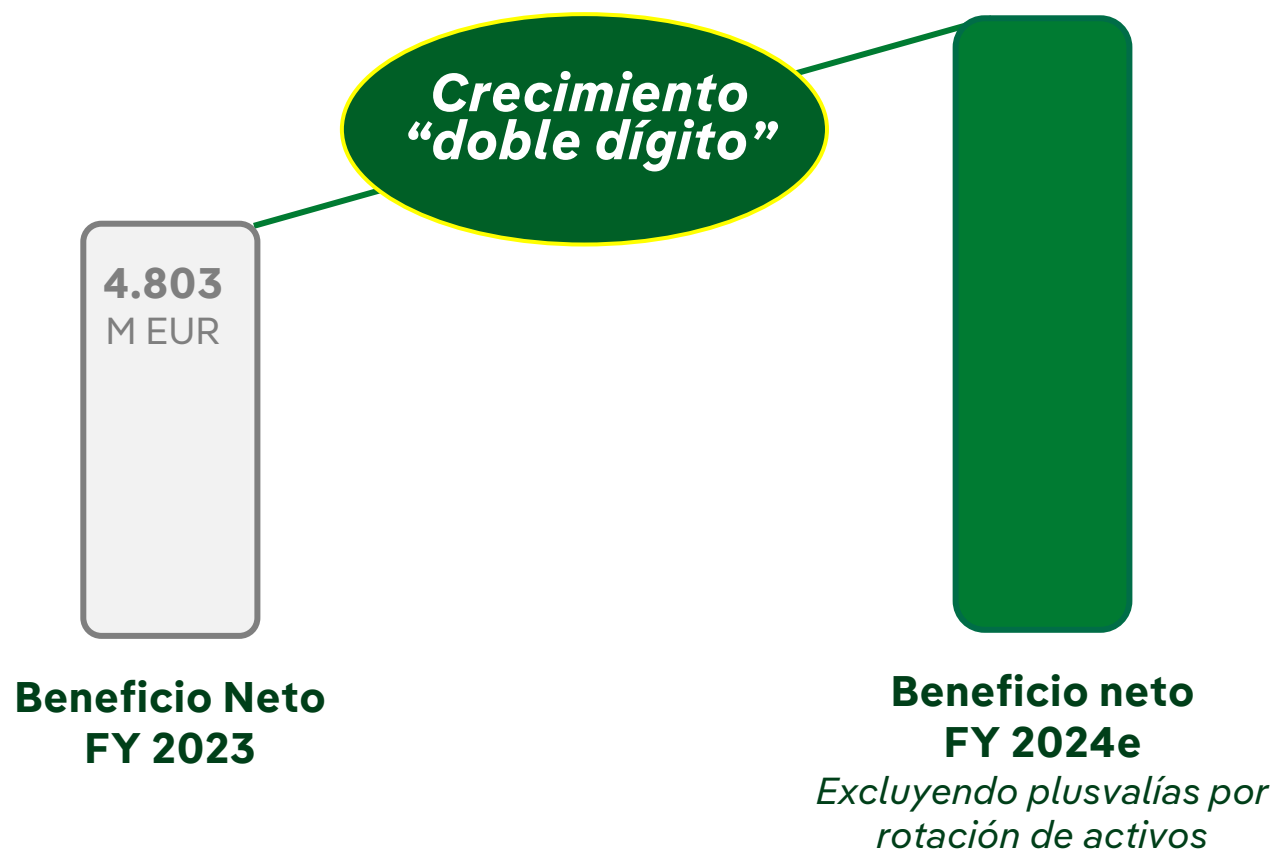 Crecimiento
“doble dígito”
4.803
M EUR
Beneficio Neto
FY 2023
Beneficio neto
FY 2024e
Excluyendo plusvalías por
rotación de activos